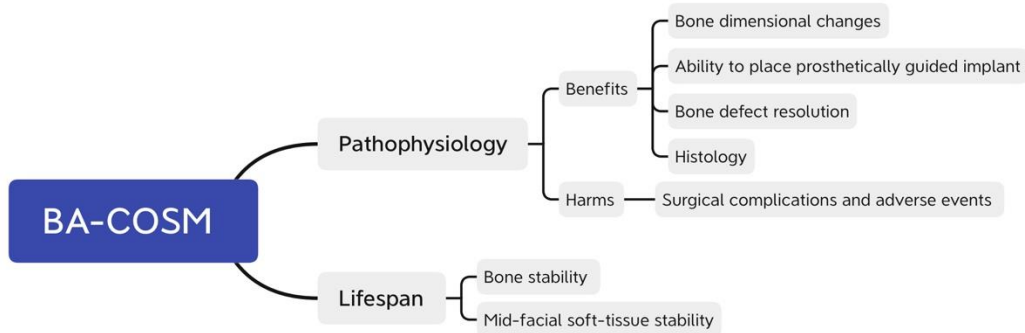 BA-COSM
Pathophysiology
Benefits
Bone dimensional changes
Ability to place prosthetically guided implant
Bone defect resolution
Histology
Harms
Surgical complications and adverse events
Lifespan
Bone stability
Mid-facial soft-tissue stability